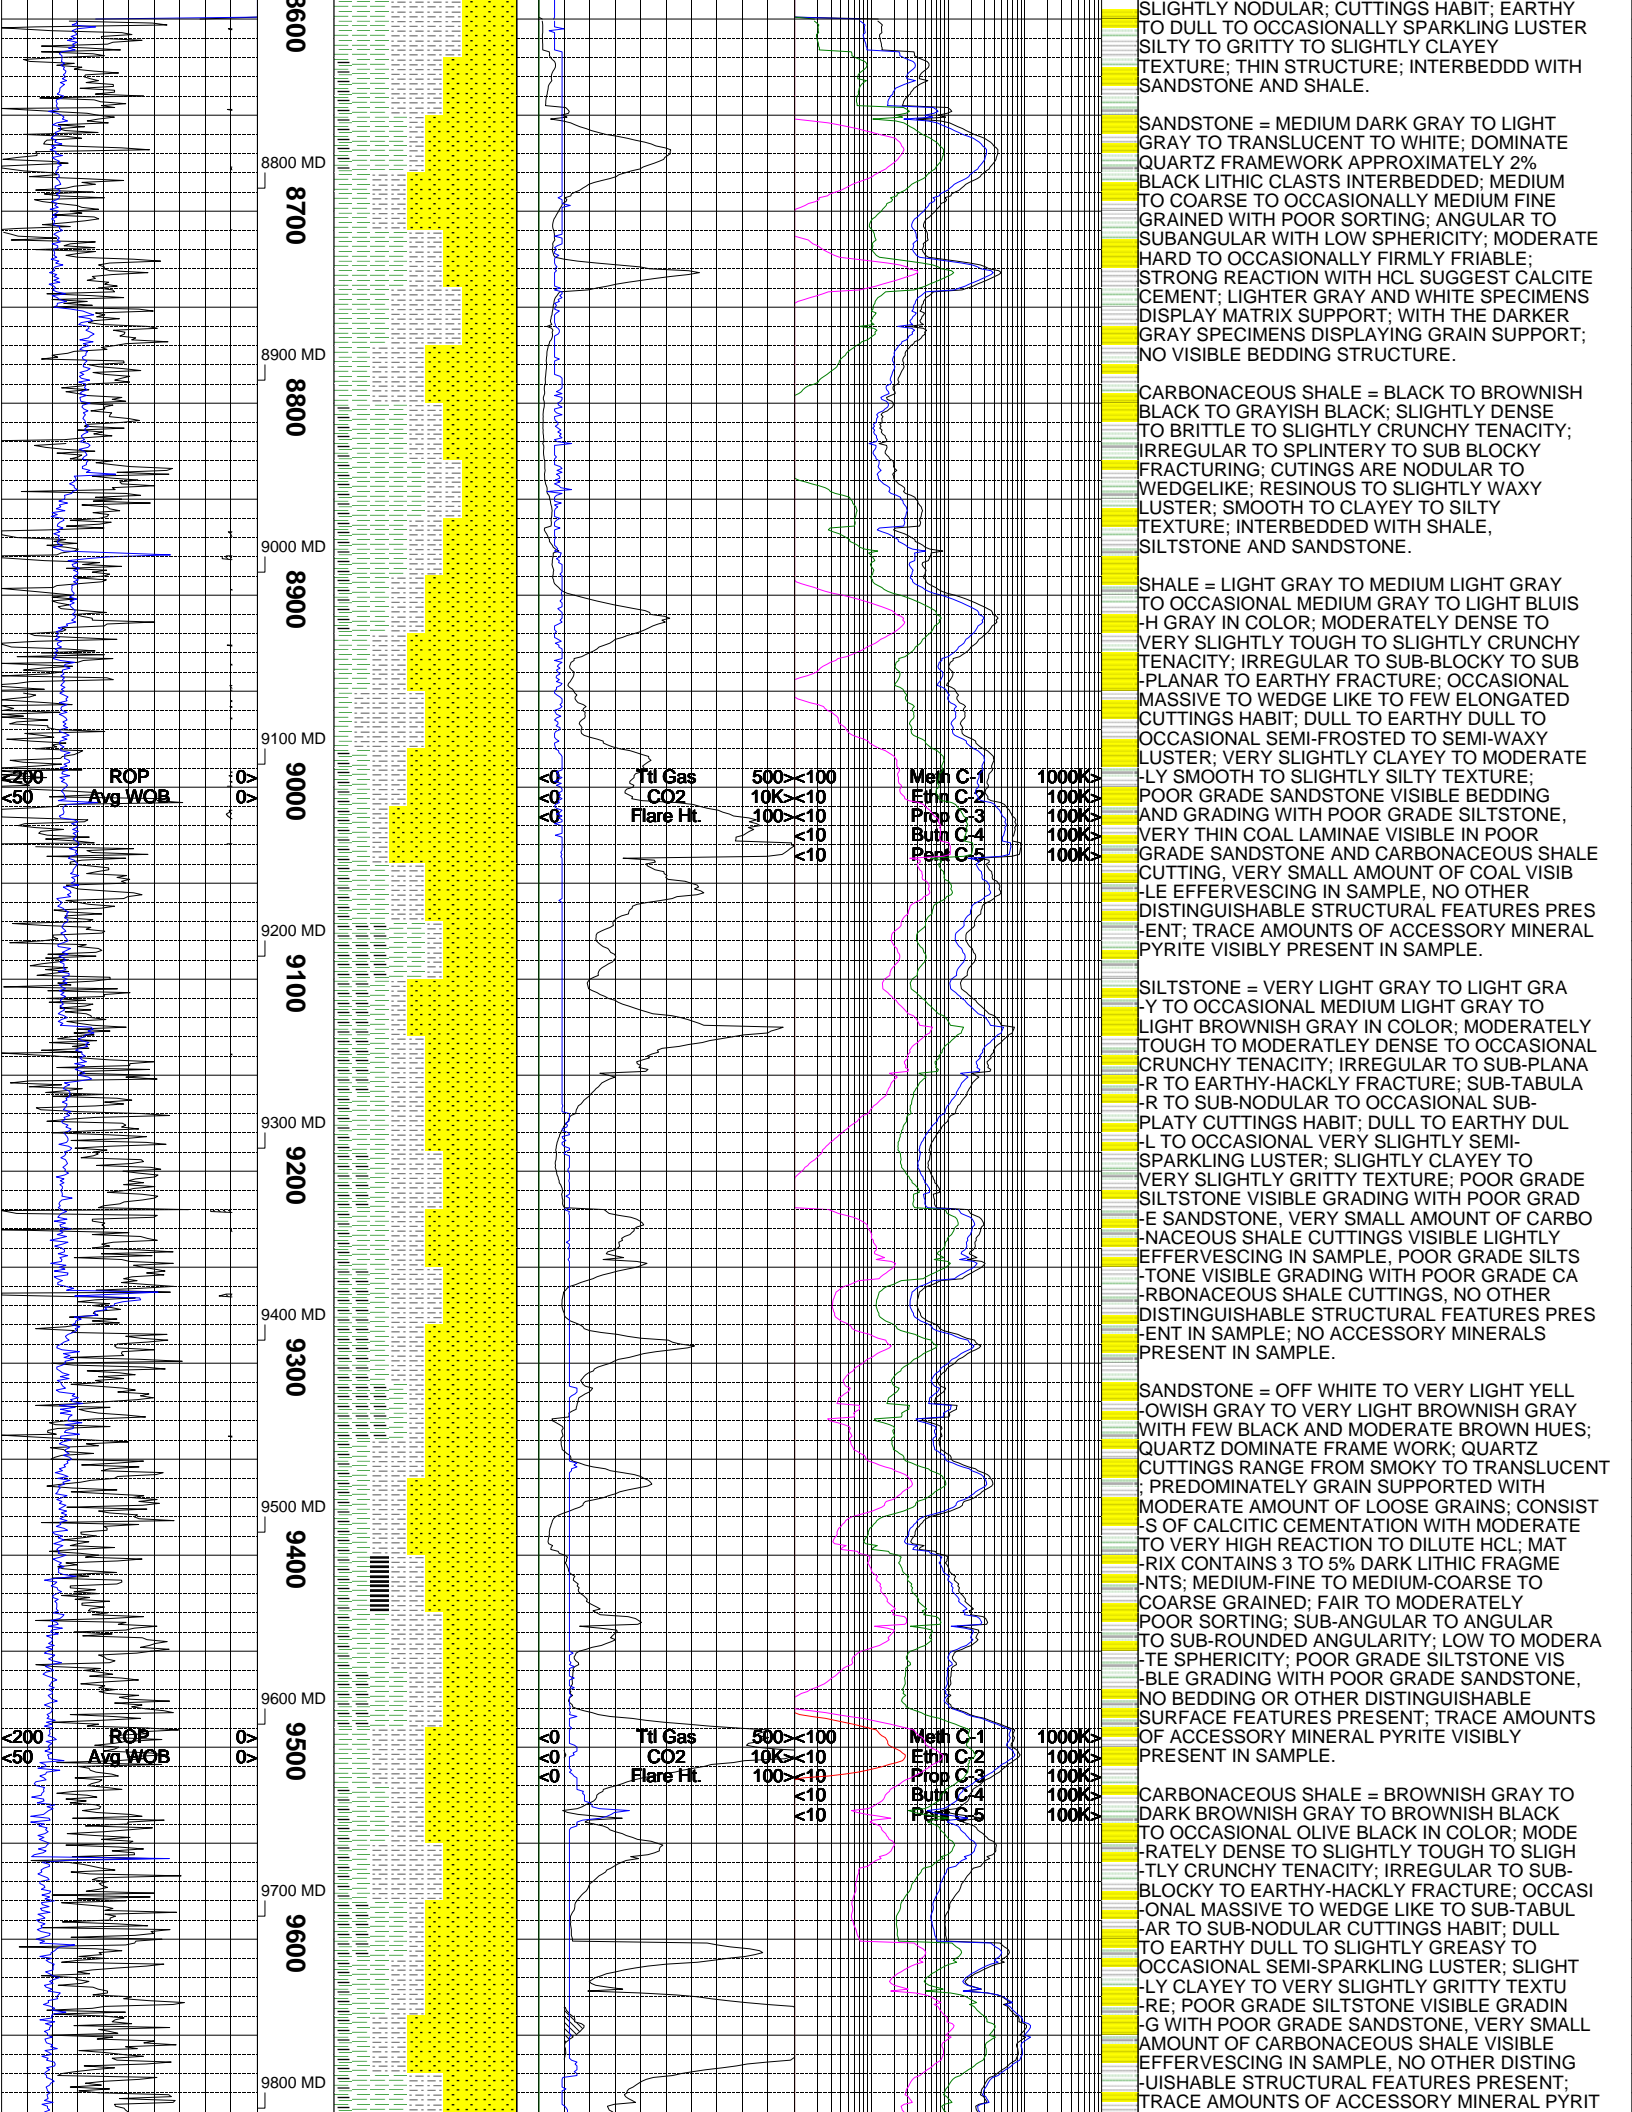 8600
8800 MD
8700
8900 MD
8800
9000 MD
8900
9100 MD
<200 ROP 0>
<50 Avg WOB 0>
9000
<0 Ttl Gas 500>
<0 CO2 10K>
<0 Flare Ht. 100>
<100 Meth C-1 1000K>
<10 Ethn C-2 100K>
<10 Prop C-3 100K>
<10 Butn C-4 100K>
<10 Pent C-5 100K>
9200 MD
9100
9300 MD
9200
9400 MD
9300
9500 MD
9400
9600 MD
<200 ROP 0>
<50 Avg WOB 0>
9500
<0 Ttl Gas 500>
<0 CO2 10K>
<0 Flare Ht. 100>
<100 Meth C-1 1000K>
<10 Ethn C-2 100K>
<10 Prop C-3 100K>
<10 Butn C-4 100K>
<10 Pent C-5 100K>
9700 MD
9600
9800 MD
SLIGHTLY NODULAR; CUTTINGS HABIT; EARTHY
TO DULL TO OCCASIONALLY SPARKLING LUSTER
SILTY TO GRITTY TO SLIGHTLY CLAYEY
TEXTURE; THIN STRUCTURE; INTERBEDDD WITH
SANDSTONE AND SHALE.
SANDSTONE = MEDIUM DARK GRAY TO LIGHT
GRAY TO TRANSLUCENT TO WHITE; DOMINATE
QUARTZ FRAMEWORK APPROXIMATELY 2%
BLACK LITHIC CLASTS INTERBEDDED; MEDIUM
TO COARSE TO OCCASIONALLY MEDIUM FINE
GRAINED WITH POOR SORTING; ANGULAR TO
SUBANGULAR WITH LOW SPHERICITY; MODERATE
HARD TO OCCASIONALLY FIRMLY FRIABLE;
STRONG REACTION WITH HCL SUGGEST CALCITE
CEMENT; LIGHTER GRAY AND WHITE SPECIMENS
DISPLAY MATRIX SUPPORT; WITH THE DARKER
GRAY SPECIMENS DISPLAYING GRAIN SUPPORT;
NO VISIBLE BEDDING STRUCTURE.
CARBONACEOUS SHALE = BLACK TO BROWNISH
BLACK TO GRAYISH BLACK; SLIGHTLY DENSE
TO BRITTLE TO SLIGHTLY CRUNCHY TENACITY;
IRREGULAR TO SPLINTERY TO SUB BLOCKY
FRACTURING; CUTINGS ARE NODULAR TO
WEDGELIKE; RESINOUS TO SLIGHTLY WAXY
LUSTER; SMOOTH TO CLAYEY TO SILTY
TEXTURE; INTERBEDDED WITH SHALE,
SILTSTONE AND SANDSTONE.
SHALE = LIGHT GRAY TO MEDIUM LIGHT GRAY
TO OCCASIONAL MEDIUM GRAY TO LIGHT BLUIS
-H GRAY IN COLOR; MODERATELY DENSE TO
VERY SLIGHTLY TOUGH TO SLIGHTLY CRUNCHY
TENACITY; IRREGULAR TO SUB-BLOCKY TO SUB
-PLANAR TO EARTHY FRACTURE; OCCASIONAL
MASSIVE TO WEDGE LIKE TO FEW ELONGATED
CUTTINGS HABIT; DULL TO EARTHY DULL TO
OCCASIONAL SEMI-FROSTED TO SEMI-WAXY
LUSTER; VERY SLIGHTLY CLAYEY TO MODERATE
-LY SMOOTH TO SLIGHTLY SILTY TEXTURE;
POOR GRADE SANDSTONE VISIBLE BEDDING
AND GRADING WITH POOR GRADE SILTSTONE,
VERY THIN COAL LAMINAE VISIBLE IN POOR
GRADE SANDSTONE AND CARBONACEOUS SHALE
CUTTING, VERY SMALL AMOUNT OF COAL VISIB
-LE EFFERVESCING IN SAMPLE, NO OTHER
DISTINGUISHABLE STRUCTURAL FEATURES PRES
-ENT; TRACE AMOUNTS OF ACCESSORY MINERAL
PYRITE VISIBLY PRESENT IN SAMPLE.
SILTSTONE = VERY LIGHT GRAY TO LIGHT GRA
-Y TO OCCASIONAL MEDIUM LIGHT GRAY TO
LIGHT BROWNISH GRAY IN COLOR; MODERATELY
TOUGH TO MODERATLEY DENSE TO OCCASIONAL
CRUNCHY TENACITY; IRREGULAR TO SUB-PLANA
-R TO EARTHY-HACKLY FRACTURE; SUB-TABULA
-R TO SUB-NODULAR TO OCCASIONAL SUB-
PLATY CUTTINGS HABIT; DULL TO EARTHY DUL
-L TO OCCASIONAL VERY SLIGHTLY SEMI-
SPARKLING LUSTER; SLIGHTLY CLAYEY TO
VERY SLIGHTLY GRITTY TEXTURE; POOR GRADE
SILTSTONE VISIBLE GRADING WITH POOR GRAD
-E SANDSTONE, VERY SMALL AMOUNT OF CARBO
-NACEOUS SHALE CUTTINGS VISIBLE LIGHTLY
EFFERVESCING IN SAMPLE, POOR GRADE SILTS
-TONE VISIBLE GRADING WITH POOR GRADE CA
-RBONACEOUS SHALE CUTTINGS, NO OTHER
DISTINGUISHABLE STRUCTURAL FEATURES PRES
-ENT IN SAMPLE; NO ACCESSORY MINERALS
PRESENT IN SAMPLE.
SANDSTONE = OFF WHITE TO VERY LIGHT YELL
-OWISH GRAY TO VERY LIGHT BROWNISH GRAY
WITH FEW BLACK AND MODERATE BROWN HUES;
QUARTZ DOMINATE FRAME WORK; QUARTZ
CUTTINGS RANGE FROM SMOKY TO TRANSLUCENT
; PREDOMINATELY GRAIN SUPPORTED WITH
MODERATE AMOUNT OF LOOSE GRAINS; CONSIST
-S OF CALCITIC CEMENTATION WITH MODERATE
TO VERY HIGH REACTION TO DILUTE HCL; MAT
-RIX CONTAINS 3 TO 5% DARK LITHIC FRAGME
-NTS; MEDIUM-FINE TO MEDIUM-COARSE TO
COARSE GRAINED; FAIR TO MODERATELY
POOR SORTING; SUB-ANGULAR TO ANGULAR
TO SUB-ROUNDED ANGULARITY; LOW TO MODERA
-TE SPHERICITY; POOR GRADE SILTSTONE VIS
-BLE GRADING WITH POOR GRADE SANDSTONE,
NO BEDDING OR OTHER DISTINGUISHABLE
SURFACE FEATURES PRESENT; TRACE AMOUNTS
OF ACCESSORY MINERAL PYRITE VISIBLY
PRESENT IN SAMPLE.
CARBONACEOUS SHALE = BROWNISH GRAY TO
DARK BROWNISH GRAY TO BROWNISH BLACK
TO OCCASIONAL OLIVE BLACK IN COLOR; MODE
-RATELY DENSE TO SLIGHTLY TOUGH TO SLIGH
-TLY CRUNCHY TENACITY; IRREGULAR TO SUB-
BLOCKY TO EARTHY-HACKLY FRACTURE; OCCASI
-ONAL MASSIVE TO WEDGE LIKE TO SUB-TABUL
-AR TO SUB-NODULAR CUTTINGS HABIT; DULL
TO EARTHY DULL TO SLIGHTLY GREASY TO
OCCASIONAL SEMI-SPARKLING LUSTER; SLIGHT
-LY CLAYEY TO VERY SLIGHTLY GRITTY TEXTU
-RE; POOR GRADE SILTSTONE VISIBLE GRADIN
-G WITH POOR GRADE SANDSTONE, VERY SMALL
AMOUNT OF CARBONACEOUS SHALE VISIBLE
EFFERVESCING IN SAMPLE, NO OTHER DISTING
-UISHABLE STRUCTURAL FEATURES PRESENT;
TRACE AMOUNTS OF ACCESSORY MINERAL PYRIT